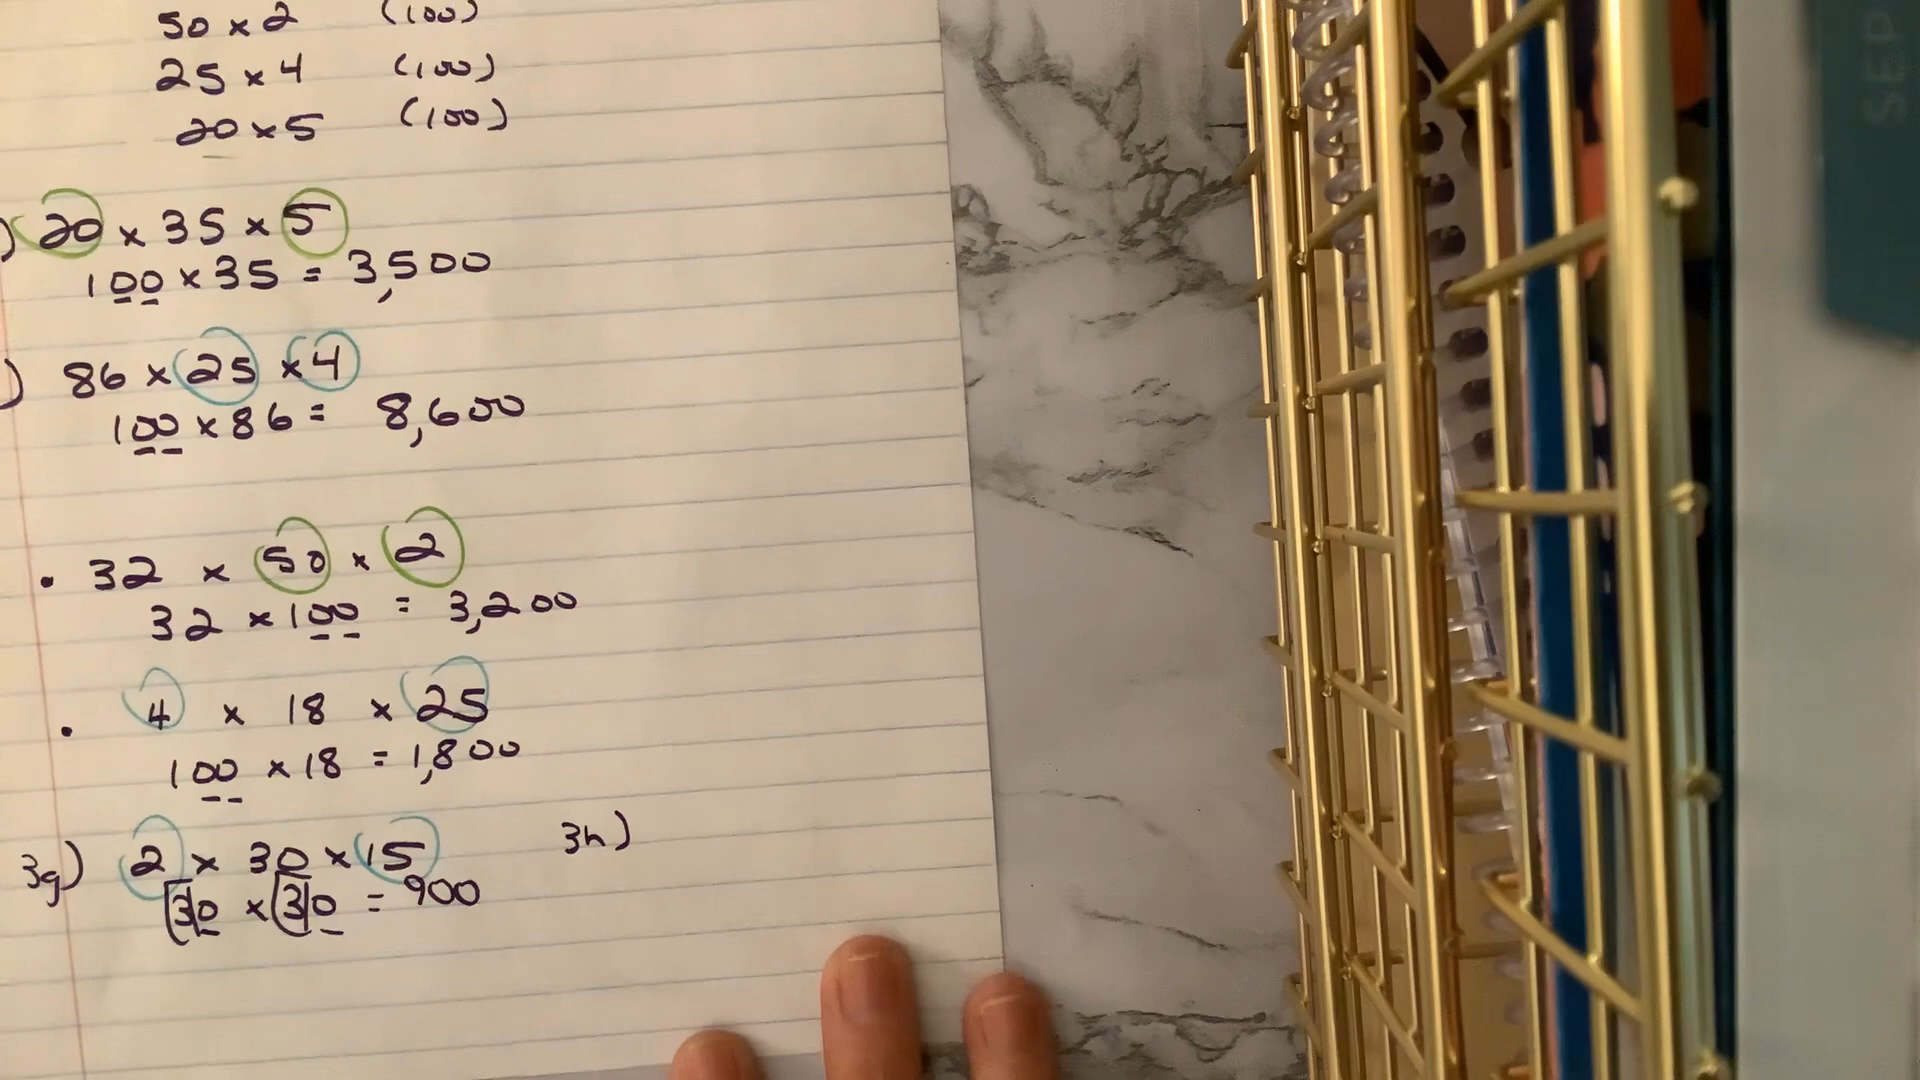 50 x 2 (100)
25 x 4 (100)
20 x 5 (100)
) 20 x 35 x 5
100 x 35 = 3,500
) 86 x 25 x 4
100 x 86 = 8,600
• 32 x 50 x 2
32 x 100 = 3,200
• 4 x 18 x 25
100 x 18 = 1,800
3g) 2 x 30 x 15
30 x 30 = 900
3h)
SEP